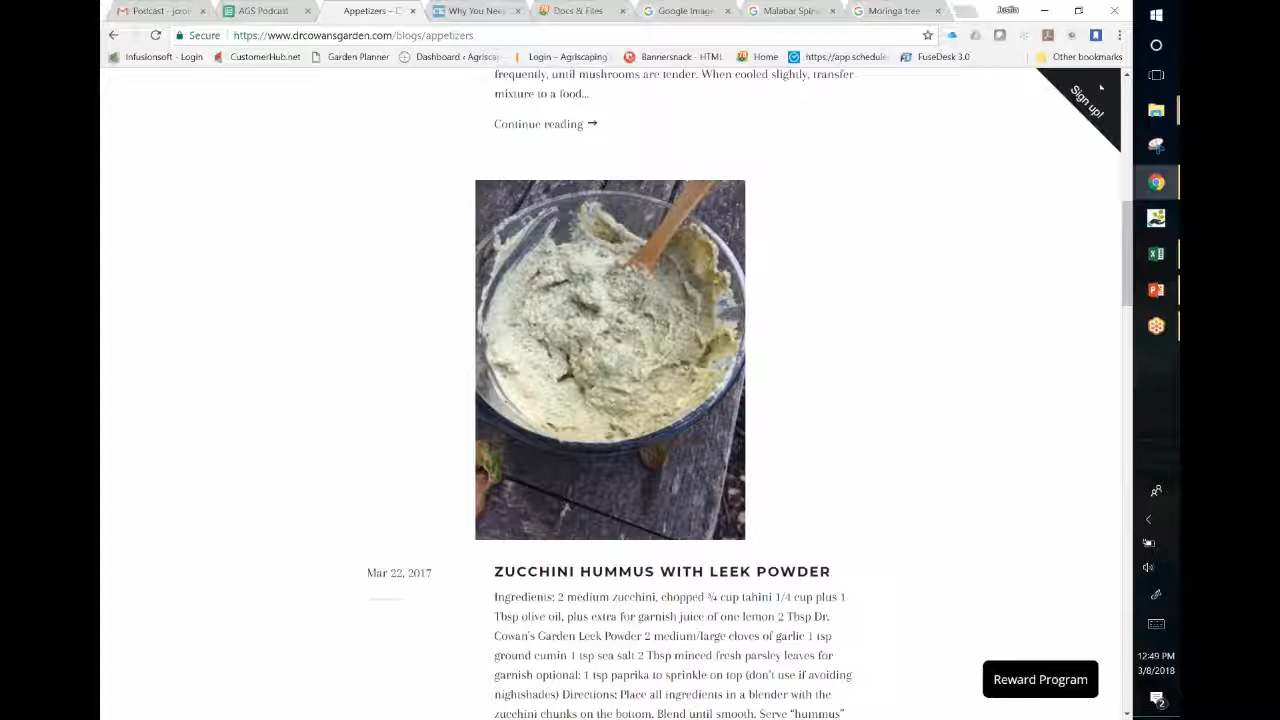 Podcast - joro
AGS Podcast
Appetizers –
Why You Nee
Docs & Files
Google Image
Malabar Spin
Moringa tree
Justin
Secure
https://www.drcowansgarden.com/blogs/appetizers
Infusionsoft - Login
CustomerHub.net
Garden Planner
Dashboard ‹ Agrisca
Login – Agriscaping
Bannersnack - HTML
Home
https://app.schedule
FuseDesk 3.0
Other bookmarks
frequently, until mushrooms are tender. When cooled slightly, transfer
mixture to a food...
Sign up!
Continue reading →
Mar 22, 2017
ZUCCHINI HUMMUS WITH LEEK POWDER
Ingredients: 2 medium zucchini, chopped ¾ cup tahini 1/4 cup plus 1
Tbsp olive oil, plus extra for garnish juice of one lemon 2 Tbsp Dr.
Cowan's Garden Leek Powder 2 medium/large cloves of garlic 1 tsp
ground cumin 1 tsp sea salt 2 Tbsp minced fresh parsley leaves for
garnish optional: 1 tsp paprika to sprinkle on top (don't use if avoiding
nightshades) Directions: Place all ingredients in a blender with the
zucchini chunks on the bottom. Blend until smooth. Serve “hummus”
Reward Program
12:49 PM
3/8/2018
2